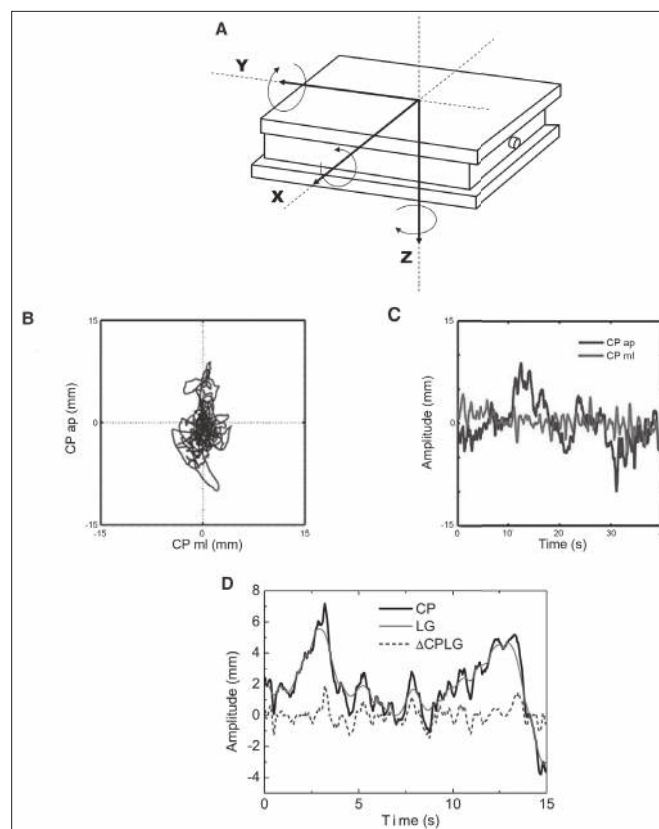 A
Y
X
Z
B
15
CP ap (mm)
0
-15
-15
0
15
CP ml (mm)
C
15
CP ap
CP ml
Amplitude (mm)
0
-15
0
10
20
30
Time (s)
D
8
6
4
2
0
-2
-4
Amplitude (mm)
CP
LG
ΔCPLG
0
5
10
15
Time (s)